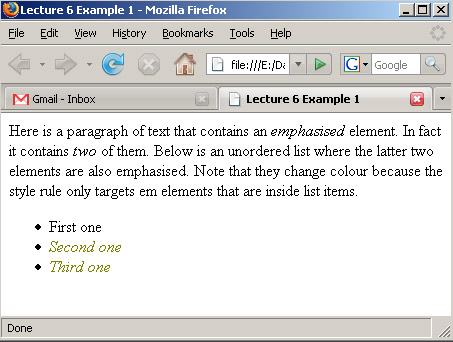 Lecture 6 Example 1 - Mozilla Firefox
File Edit View History Bookmarks Tools Help
file:///E:/Da Google
Gmail - Inbox Lecture 6 Example 1
Here is a paragraph of text that contains an emphasised element. In fact
it contains two of them. Below is an unordered list where the latter two
elements are also emphasised. Note that they change colour because the
style rule only targets em elements that are inside list items.
First one
Second one
Third one
Done